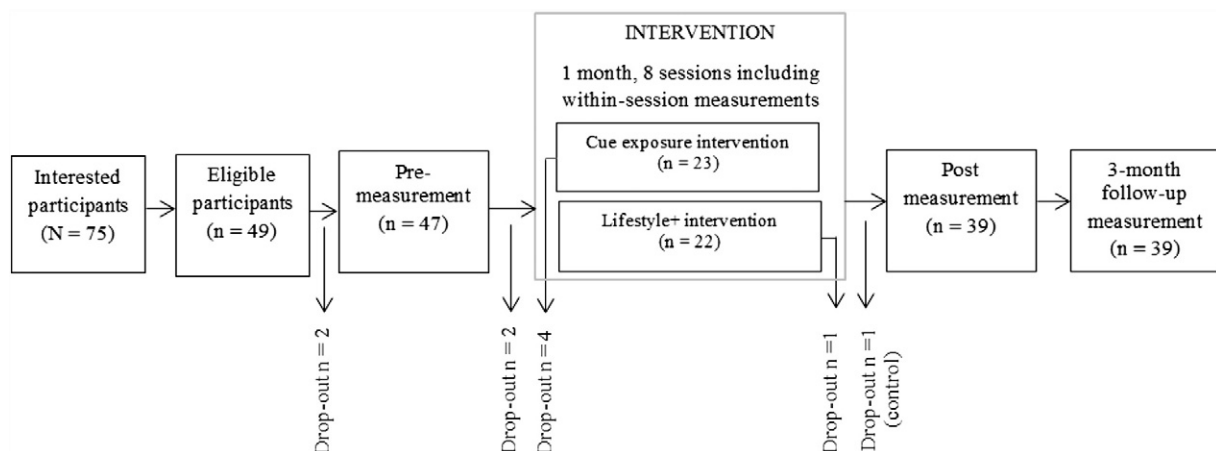 INTERVENTION
1 month, 8 sessions including
within-session measurements
Interested
participants
(N = 75)
Eligible
participants
(n = 49)
Pre-
measurement
(n = 47)
Cue exposure intervention
(n = 23)
Lifestyle+ intervention
(n = 22)
Post
measurement
(n = 39)
3-month
follow-up
measurement
(n = 39)
Drop-out n = 2
Drop-out n = 2
Drop-out n = 4
Drop-out n =1
Drop-out n =1
(control)